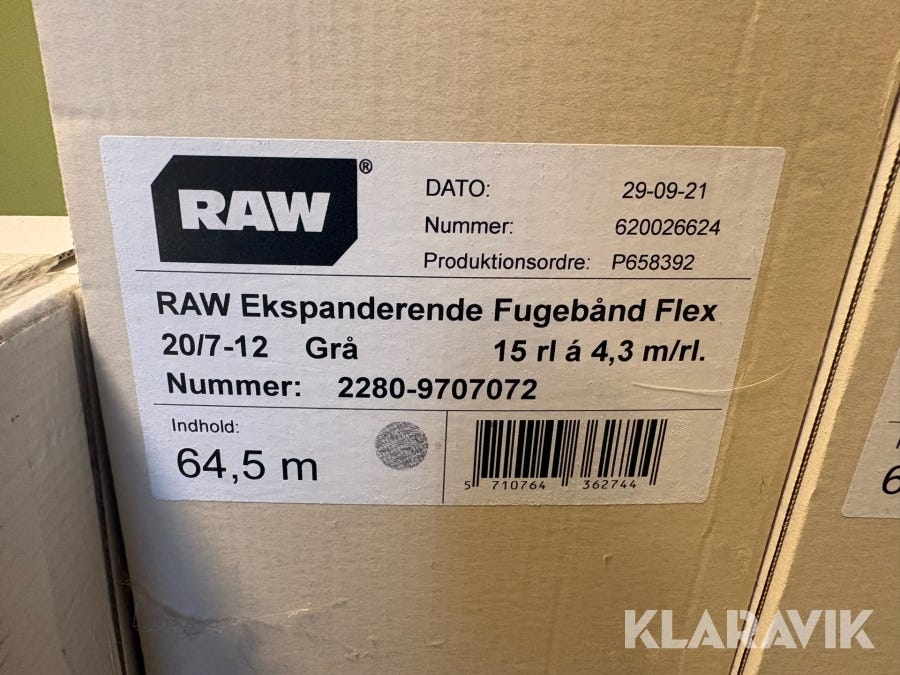 RAW®
DATO: 29-09-21
Nummer: 620026624
Produktionsordre: P658392
RAW Ekspanderende Fugebånd Flex
20/7-12 Grå 15 rl á 4,3 m/rl.
Nummer: 2280-9707072
Indhold:
64,5 m
5 710764 362744
6
KLARAVIK